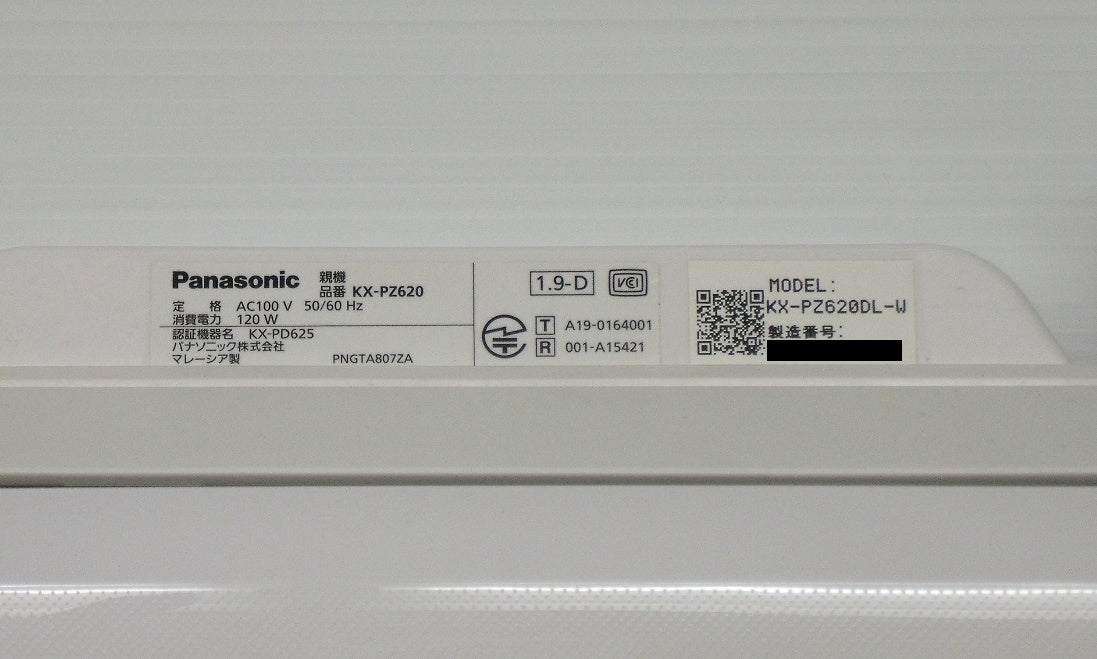 Panasonic 親機
品番 KX-PZ620
定 格 AC100 V 50/60 Hz
消費電力 120 W
認証機器名 KX-PD625
パナソニック株式会社
マレーシア製 PNGTA807ZA
1.9-D VCI
T A19-0164001
R 001-A15421
MODEL:
KX-PZ620DL-W
製造番号: